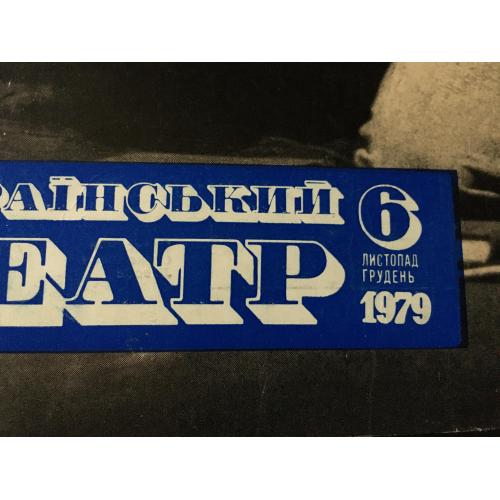 РАЇНСЬКИЙ
ЕАТР
6
ЛИСТОПАД
ГРУДЕНЬ
1979